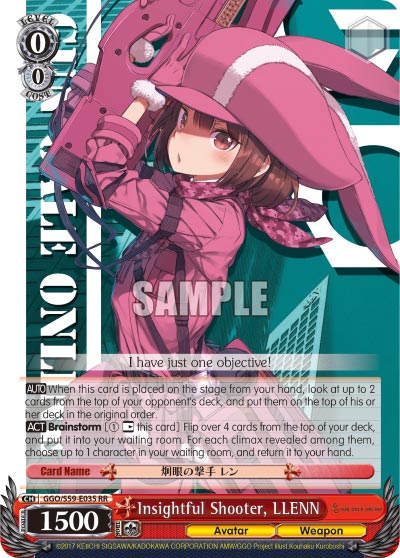 LEVEL
0
0
COST
SAMPLE
I have just one objective!
AUTO When this card is placed on the stage from your hand, look at up to 2
cards from the top of your opponent's deck, and put them on the top of his or
her deck in the original order.
ACT Brainstorm [① this card] Flip over 4 cards from the top of your deck,
and put it into your waiting room. For each climax revealed among them,
choose up to 1 character in your waiting room, and return it to your hand.
Card Name 炯眼の撃手 レン
CH GGO/S59-E035 RR
1500
Insightful Shooter, LLENN
Avatar Weapon
©2017 KEIICHI SIGSAWA/KADOKAWA CORPORATION AMW/GGO Project illust Kouhaku Kuroboshi